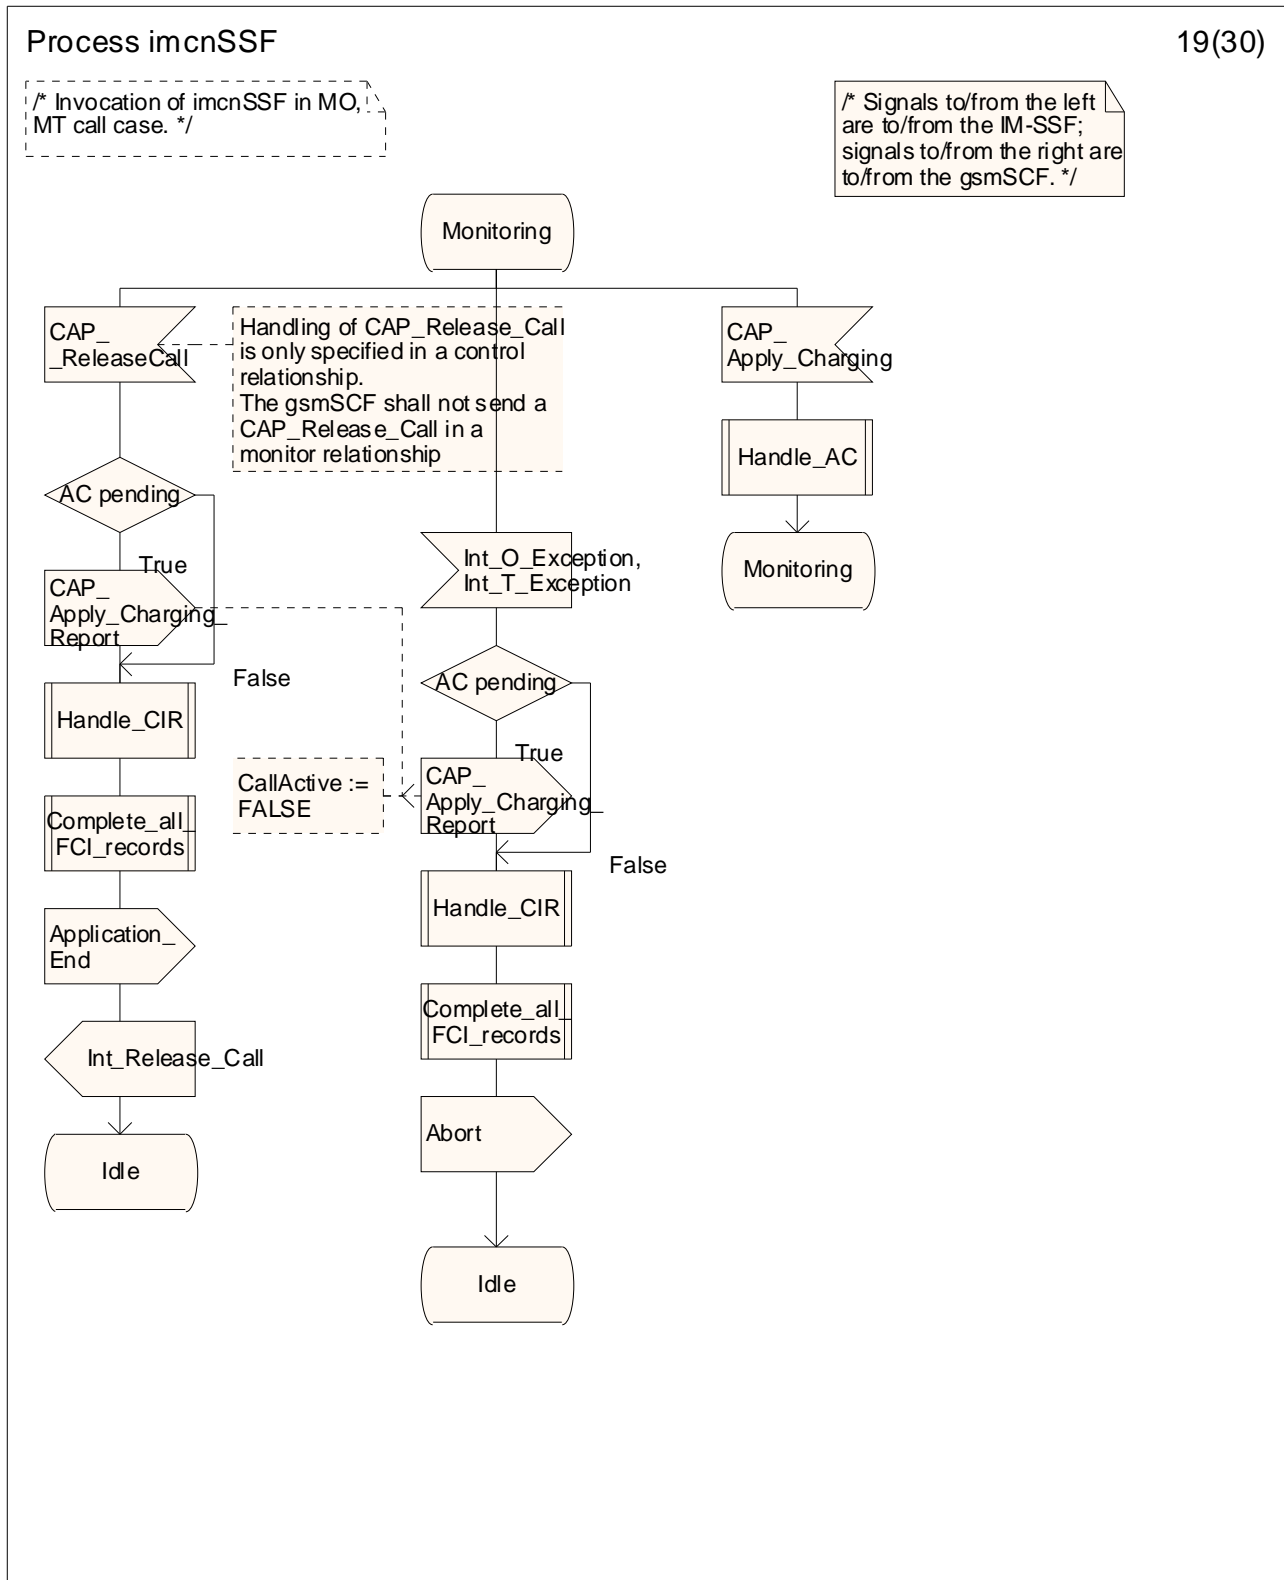 Process imcnSSF
19(30)
/* Invocation of imcnSSF in MO,
MT call case. */
/* Signals to/from the left
are to/from the IM-SSF;
signals to/from the right are
to/from the gsmSCF. */
Monitoring
CAP_
_ReleaseCall
Handling of CAP_Release_Call
is only specified in a control
relationship.
The gsmSCF shall not send a
CAP_Release_Call in a
monitor relationship
CAP_
Apply_Charging
Handle_AC
Monitoring
AC pending
True
CAP_
Apply_Charging_
Report
False
Handle_CIR
Complete_all_
FCI_records
Application_
End
Int_Release_Call
Idle
Int_O_Exception,
Int_T_Exception
AC pending
True
CallActive :=
FALSE
CAP_
Apply_Charging_
Report
False
Handle_CIR
Complete_all_
FCI_records
Abort
Idle